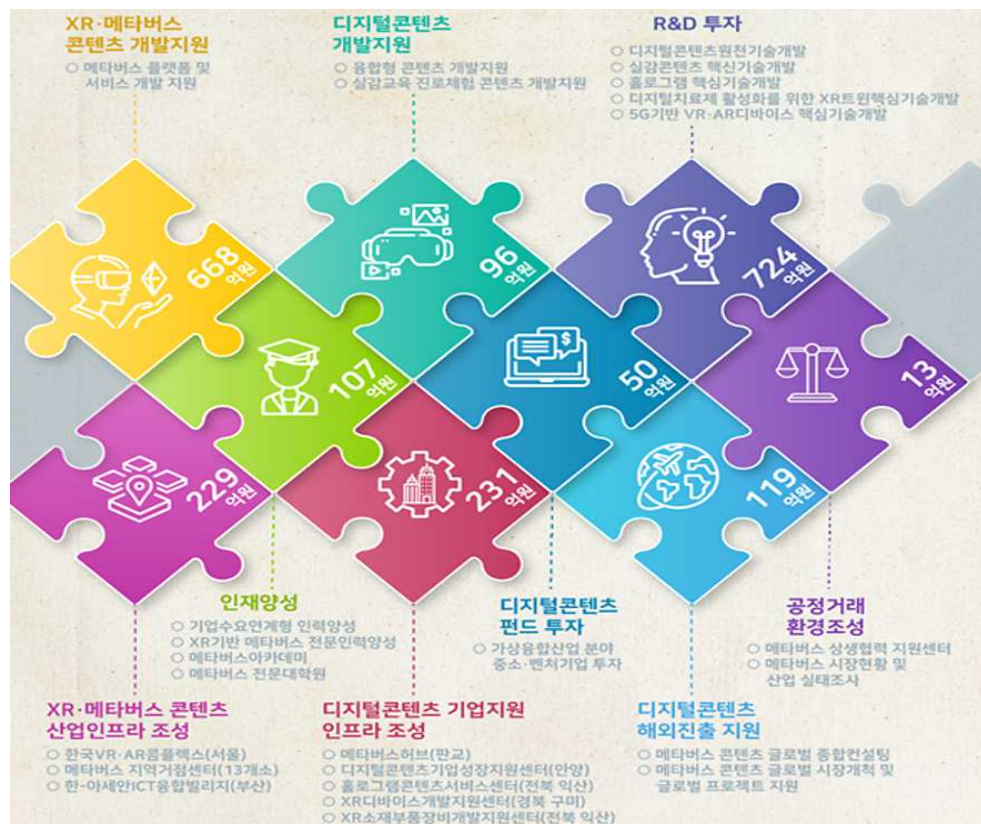 XR·메타버스
콘텐츠 개발지원
○ 메타버스 플랫폼 및
서비스 개발 지원
디지털콘텐츠
개발지원
○ 융합형 콘텐츠 개발지원
○ 실감교육 진로체험 콘텐츠 개발지원
R&D 투자
○ 디지털콘텐츠원천기술개발
○ 실감콘텐츠 핵신기술개발
○ 홀로그램 핵심기술개발
○ 디지털치료제 활성화를 위한 XR트윈핵심기술개발
○ 5G기반 VR·AR디바이스 핵심기술개발
668
억원
96
억원
724
억원
107
억원
50
억원
13
억원
229
억원
231
억원
119
억원
인재양성
○ 기업수요연계형 인력양성
○ XR기반 메타버스 전문인력양성
○ 메타버스아카데미
○ 메타버스 전문대학원
디지털콘텐츠
펀드 투자
○ 가상융합산업 분야
중소·벤처기업 투자
공정거래
환경조성
○ 메타버스 상생협력 지원센터
○ 메타버스 시장현황 및
산업 실태조사
XR·메타버스 콘텐츠
산업인프라 조성
○ 한국VR·AR콤플렉스(서울)
○ 메타버스 지역거점센터(13개소)
○ 한-아세안ICT융합빌리지(부산)
디지털콘텐츠 기업지원
인프라 조성
○ 메타버스허브(판교)
○ 디지털콘텐츠기업성장지원센터(안양)
○ 홀로그램콘텐츠서비스센터(전북 익산)
○ XR디바이스개발지원센터(경북 구미)
○ XR소재부품장비개발지원센터(전북 익산)
디지털콘텐츠
해외진출 지원
○ 메타버스 콘텐츠 글로벌 종합컨설팅
○ 메타버스 콘텐츠 글로벌 시장개척 및
글로벌 프로젝트 지원